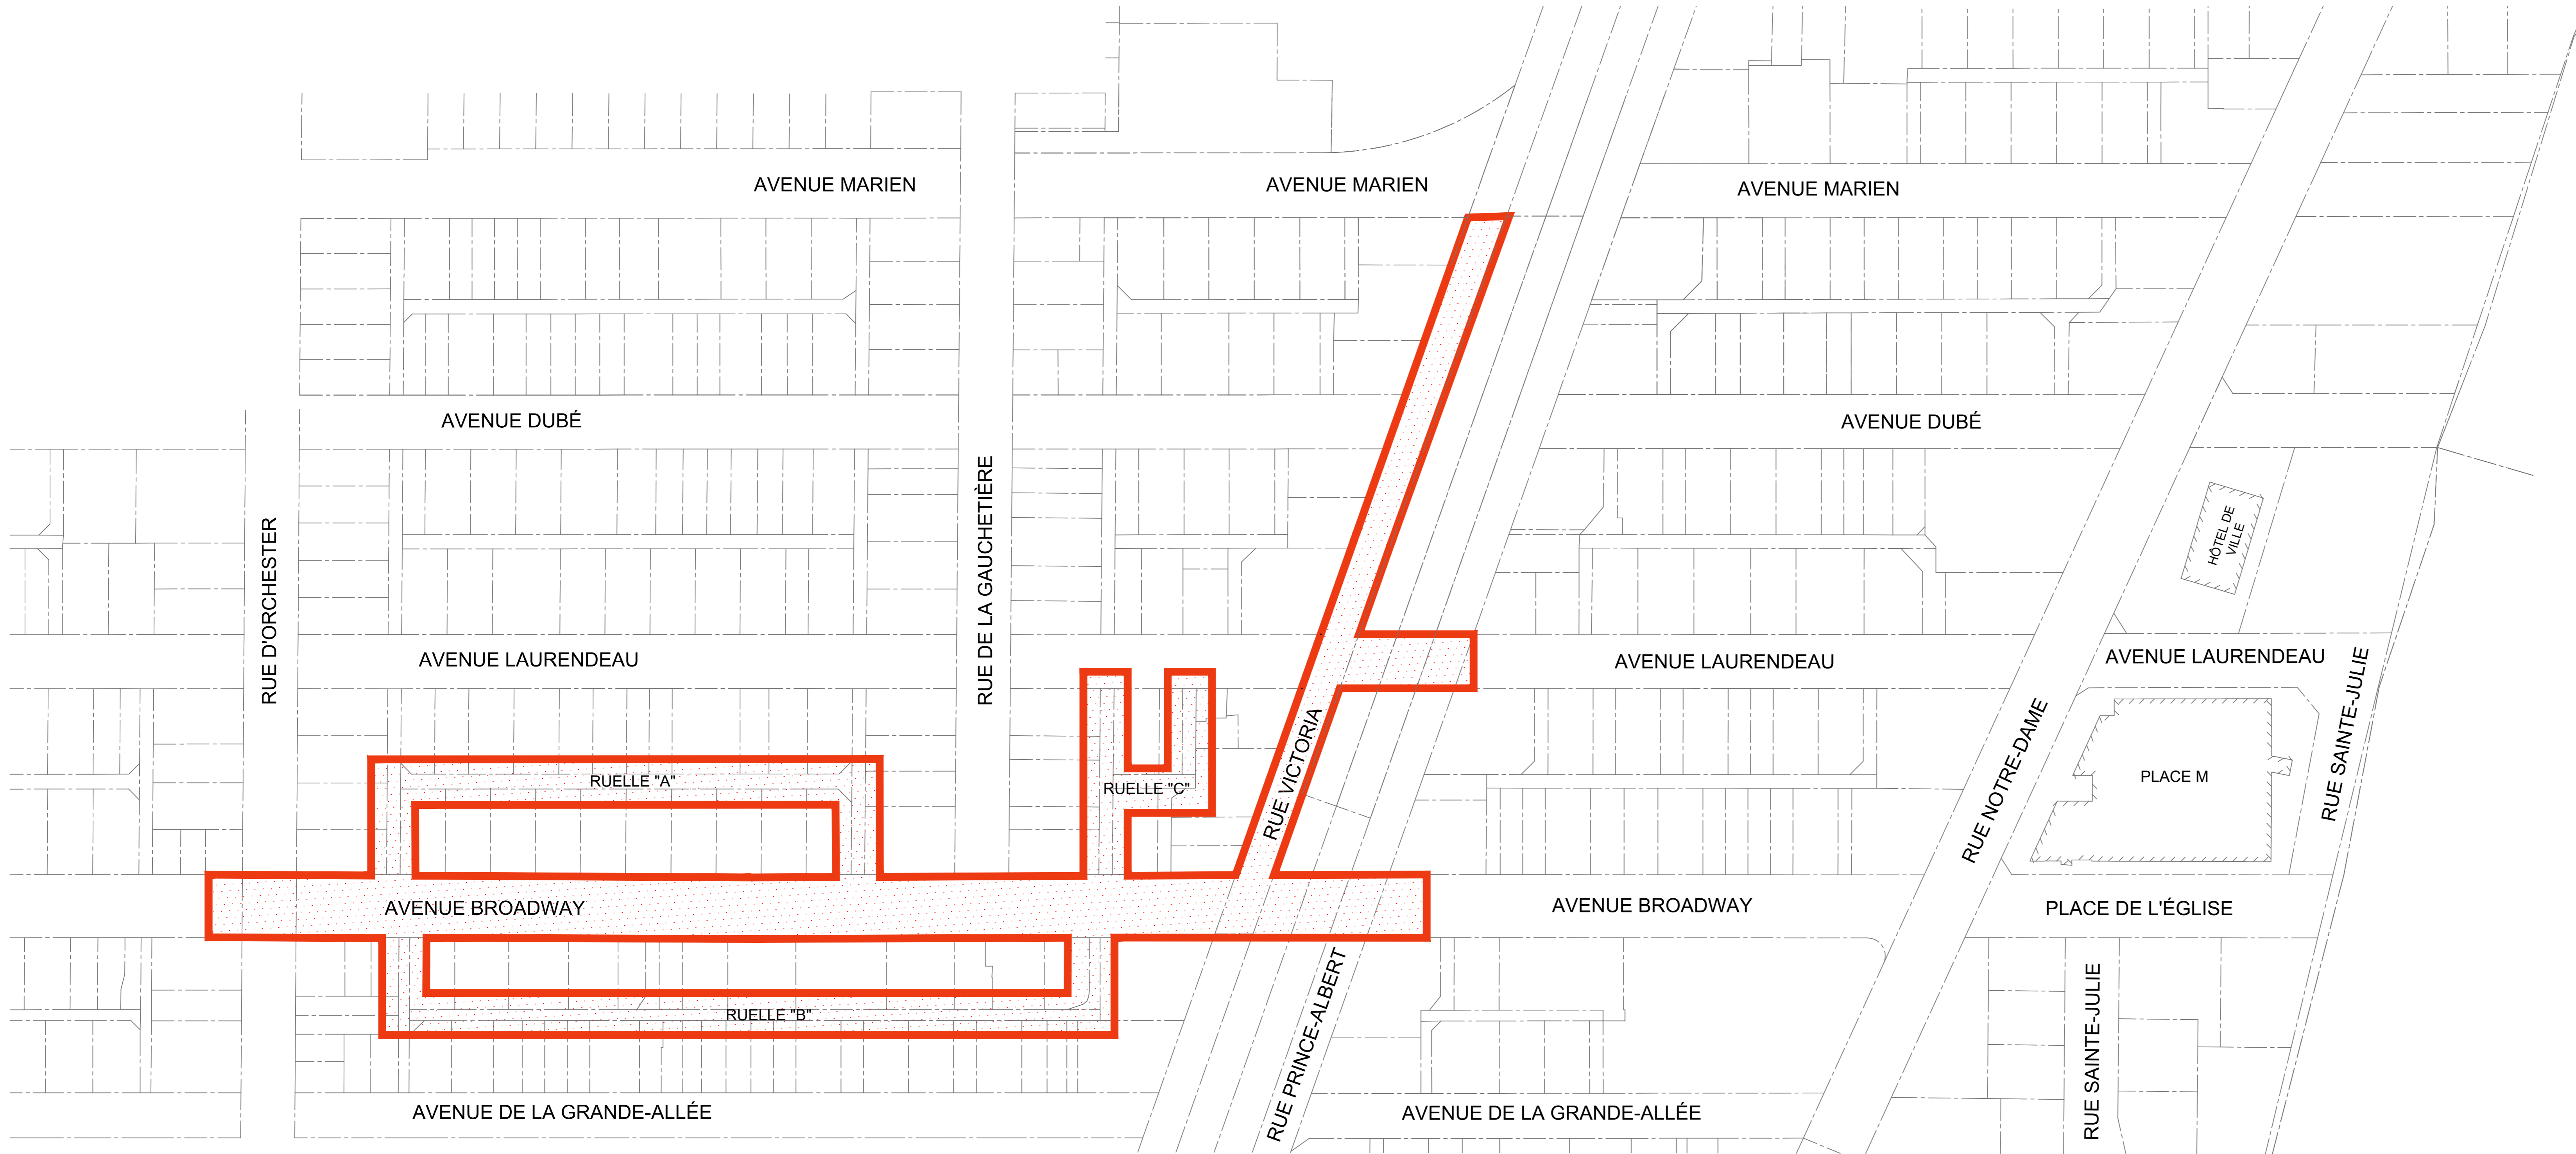 AVENUE MARIEN
AVENUE MARIEN
AVENUE MARIEN
AVENUE DUBÉ
AVENUE DUBÉ
RUE D'ORCHESTER
RUE DE LA GAUCHETIÈRE
HÔTEL DE
VILLE
AVENUE LAURENDEAU
AVENUE LAURENDEAU
AVENUE LAURENDEAU
RUE SAINTE-JULIE
RUE VICTORIA
RUE NOTRE-DAME
RUELLE "A"
RUELLE "C"
PLACE M
AVENUE BROADWAY
AVENUE BROADWAY
PLACE DE L'ÉGLISE
RUELLE "B"
RUE PRINCE-ALBERT
RUE SAINTE-JULIE
AVENUE DE LA GRANDE-ALLÉE
AVENUE DE LA GRANDE-ALLÉE